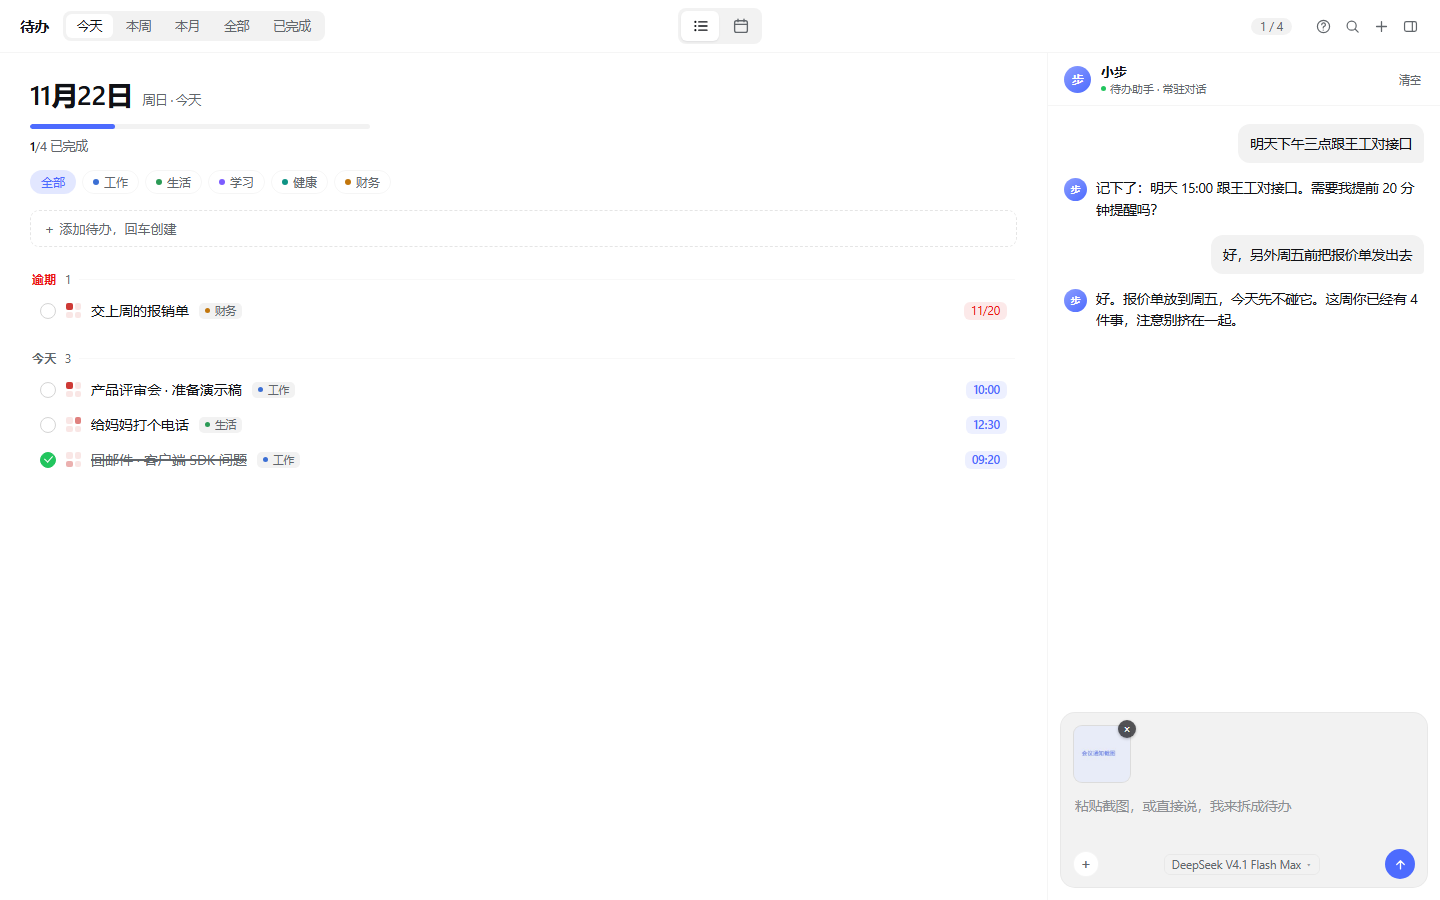 待办
今天 本周 本月 全部 已完成
1 / 4
11月22日 周日 · 今天
1/4 已完成
全部 工作 生活 学习 健康 财务
+ 添加待办，回车创建
逾期 1
交上周的报销单 财务 11/20
今天 3
产品评审会 · 准备演示稿 工作 10:00
给妈妈打个电话 生活 12:30
回邮件 · 客户端 SDK 问题 工作 09:20
步 小步
待办助手 · 常驻对话
清空
明天下午三点跟王工对接口
步 记下了：明天 15:00 跟王工对接口。需要我提前 20 分
钟提醒吗？
好，另外周五前把报价单发出去
步 好。报价单放到周五，今天先不碰它。这周你已经有 4
件事，注意别挤在一起。
会议通知截图
粘贴截图，或直接说，我来拆成待办
DeepSeek V4.1 Flash Max